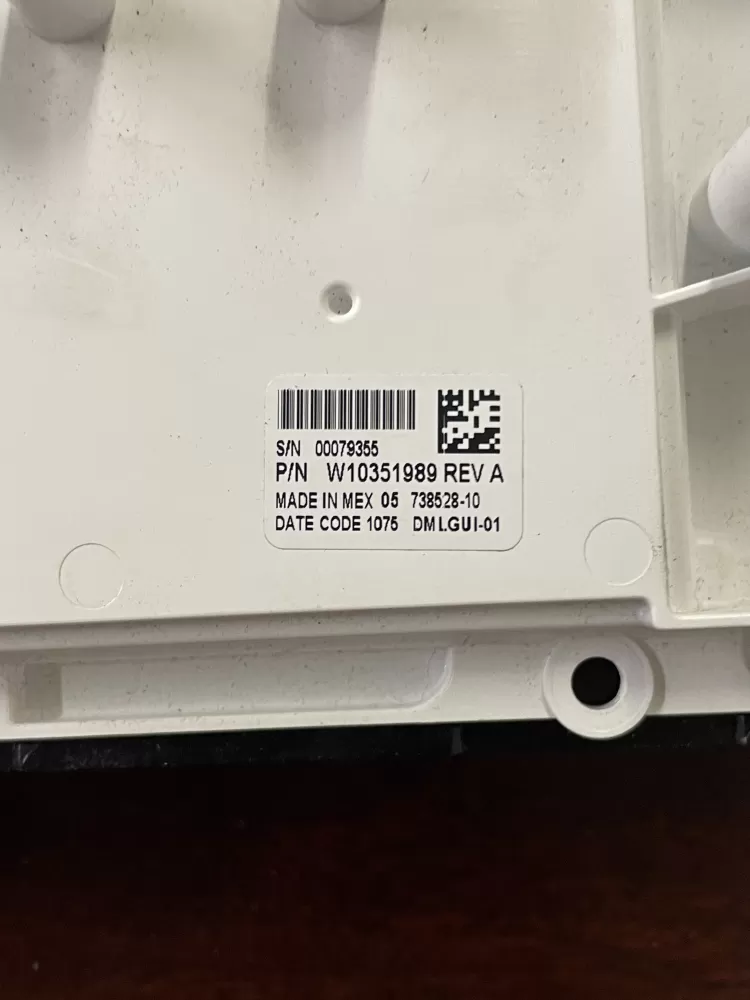 S/N 00079355
P/N W10351989 REV A
MADE IN MEX 05 738528-10
DATE CODE 1075 DMLGUI-01